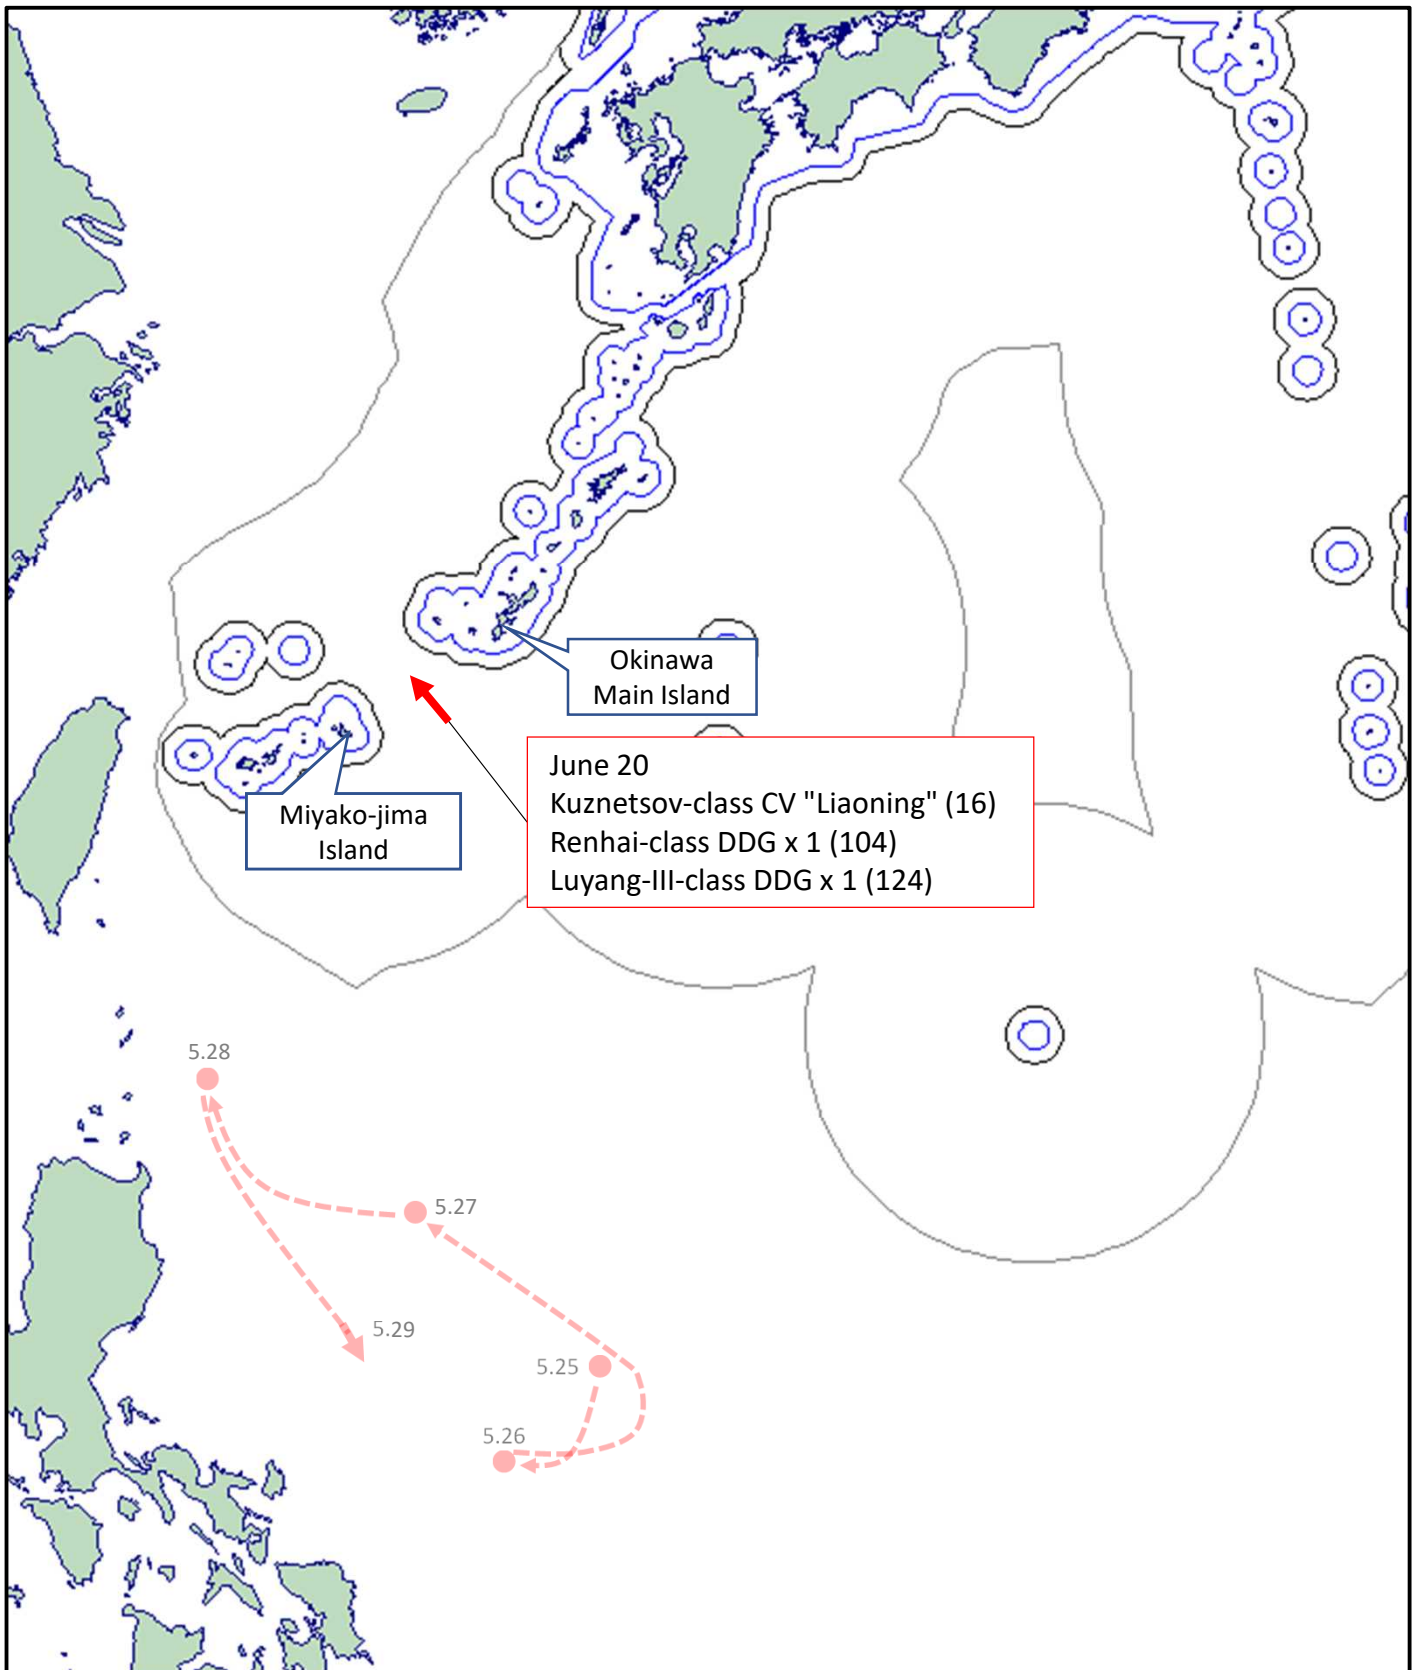 Okinawa
Main Island
June 20
Kuznetsov-class CV "Liaoning" (16)
Renhai-class DDG x 1 (104)
Luyang-III-class DDG x 1 (124)
Miyako-jima
Island
5.28
5.27
5.29
5.25
5.26